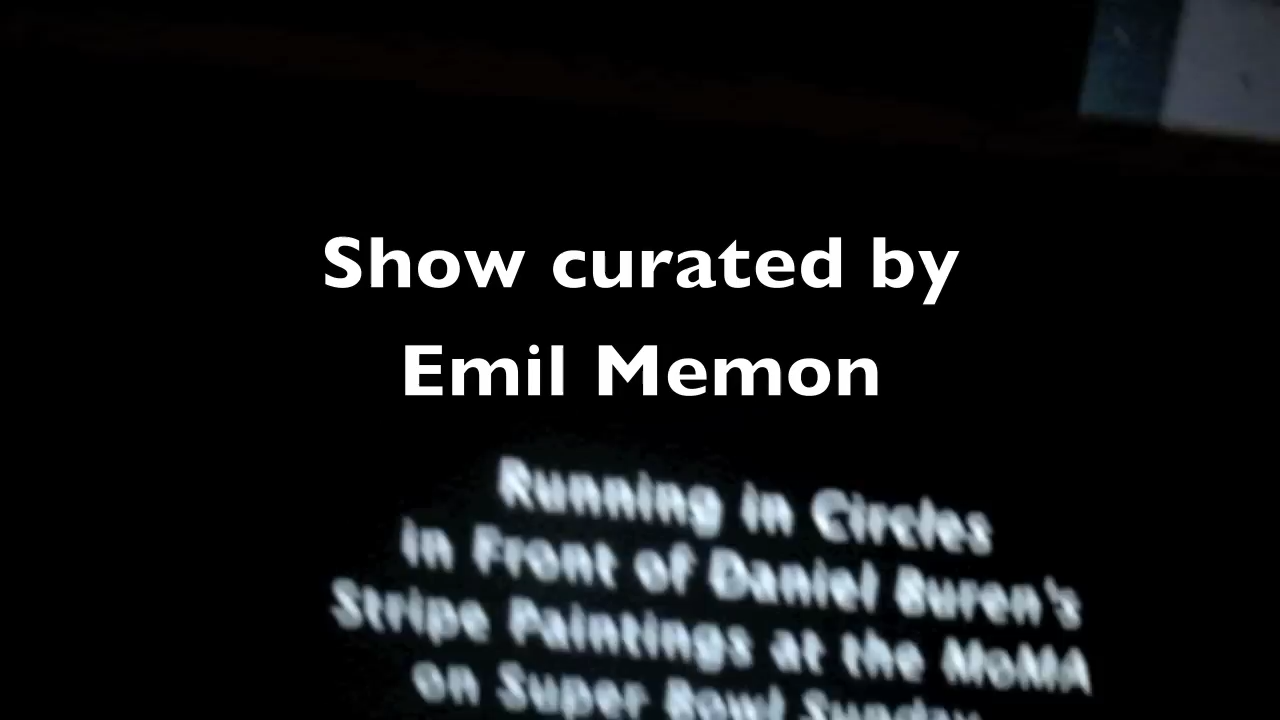 Show curated by
Emil Memon
Running in Circles
in Front of Daniel Buren's
Stripe Paintings at the MoMA
on Super Bowl Sunday